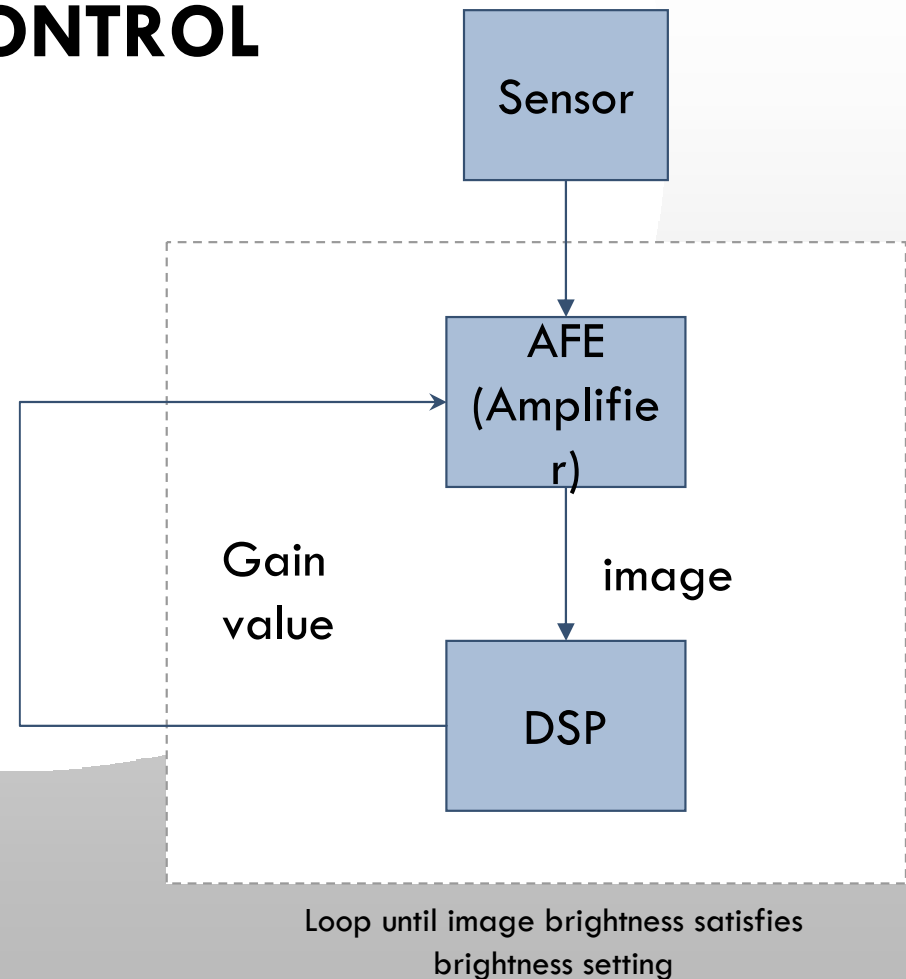 ONTROL
Sensor
AFE
(Amplifie
r)
Gain
value
image
DSP
Loop until image brightness satisfies
brightness setting